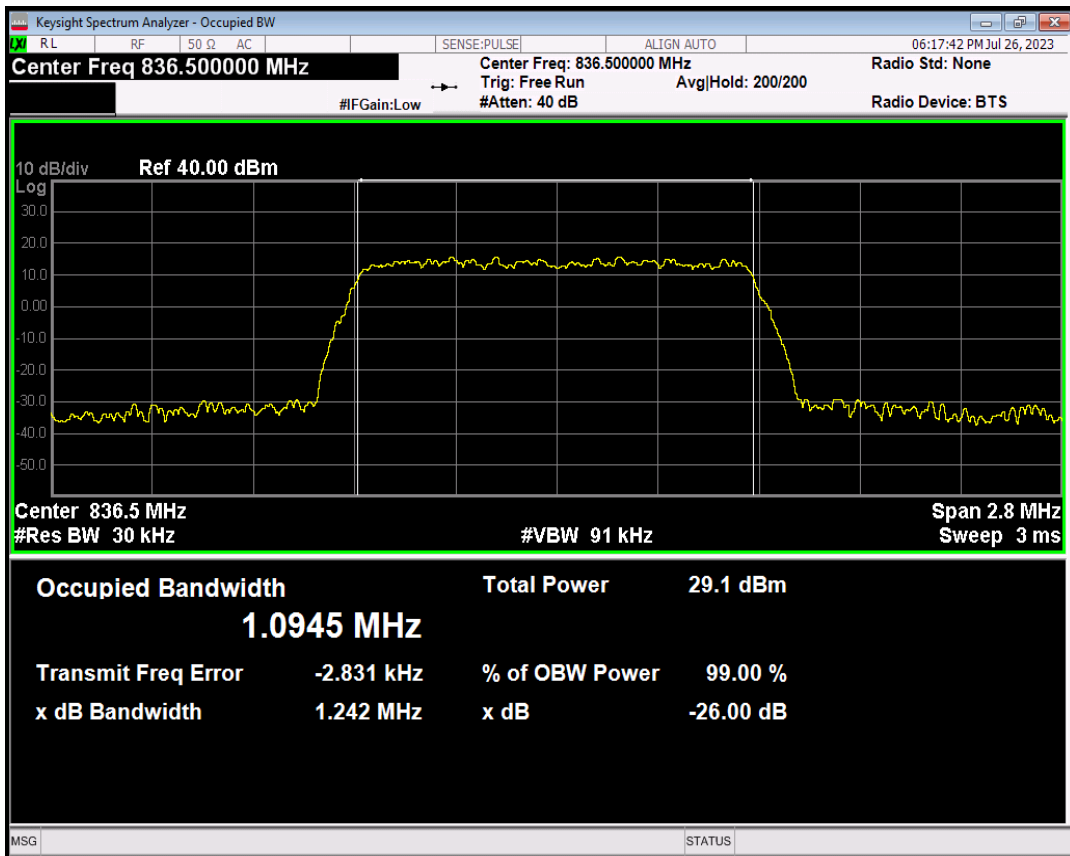 Keysight Spectrum Analyzer - Occupied BW
LXI RL RF 50 Ω AC SENSE:PULSE ALIGN AUTO 06:17:42 PM Jul 26, 2023
Center Freq 836.500000 MHz Center Freq: 836.500000 MHz Radio Std: None
Trig: Free Run Avg|Hold: 200/200
#IFGain:Low #Atten: 40 dB Radio Device: BTS
10 dB/div Ref 40.00 dBm
Log
30.0
20.0
10.0
0.00
-10.0
-20.0
-30.0
-40.0
-50.0
Center 836.5 MHz Span 2.8 MHz
#Res BW 30 kHz #VBW 91 kHz Sweep 3 ms
Occupied Bandwidth Total Power 29.1 dBm
1.0945 MHz
Transmit Freq Error -2.831 kHz % of OBW Power 99.00 %
x dB Bandwidth 1.242 MHz x dB -26.00 dB
MSG STATUS